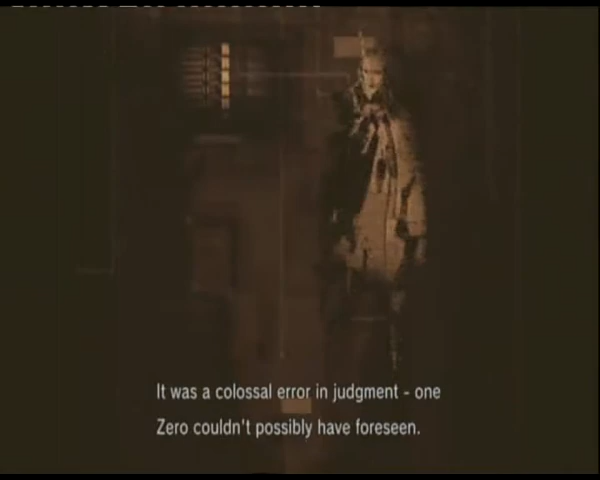 It was a colossal error in judgment - one
Zero couldn't possibly have foreseen.